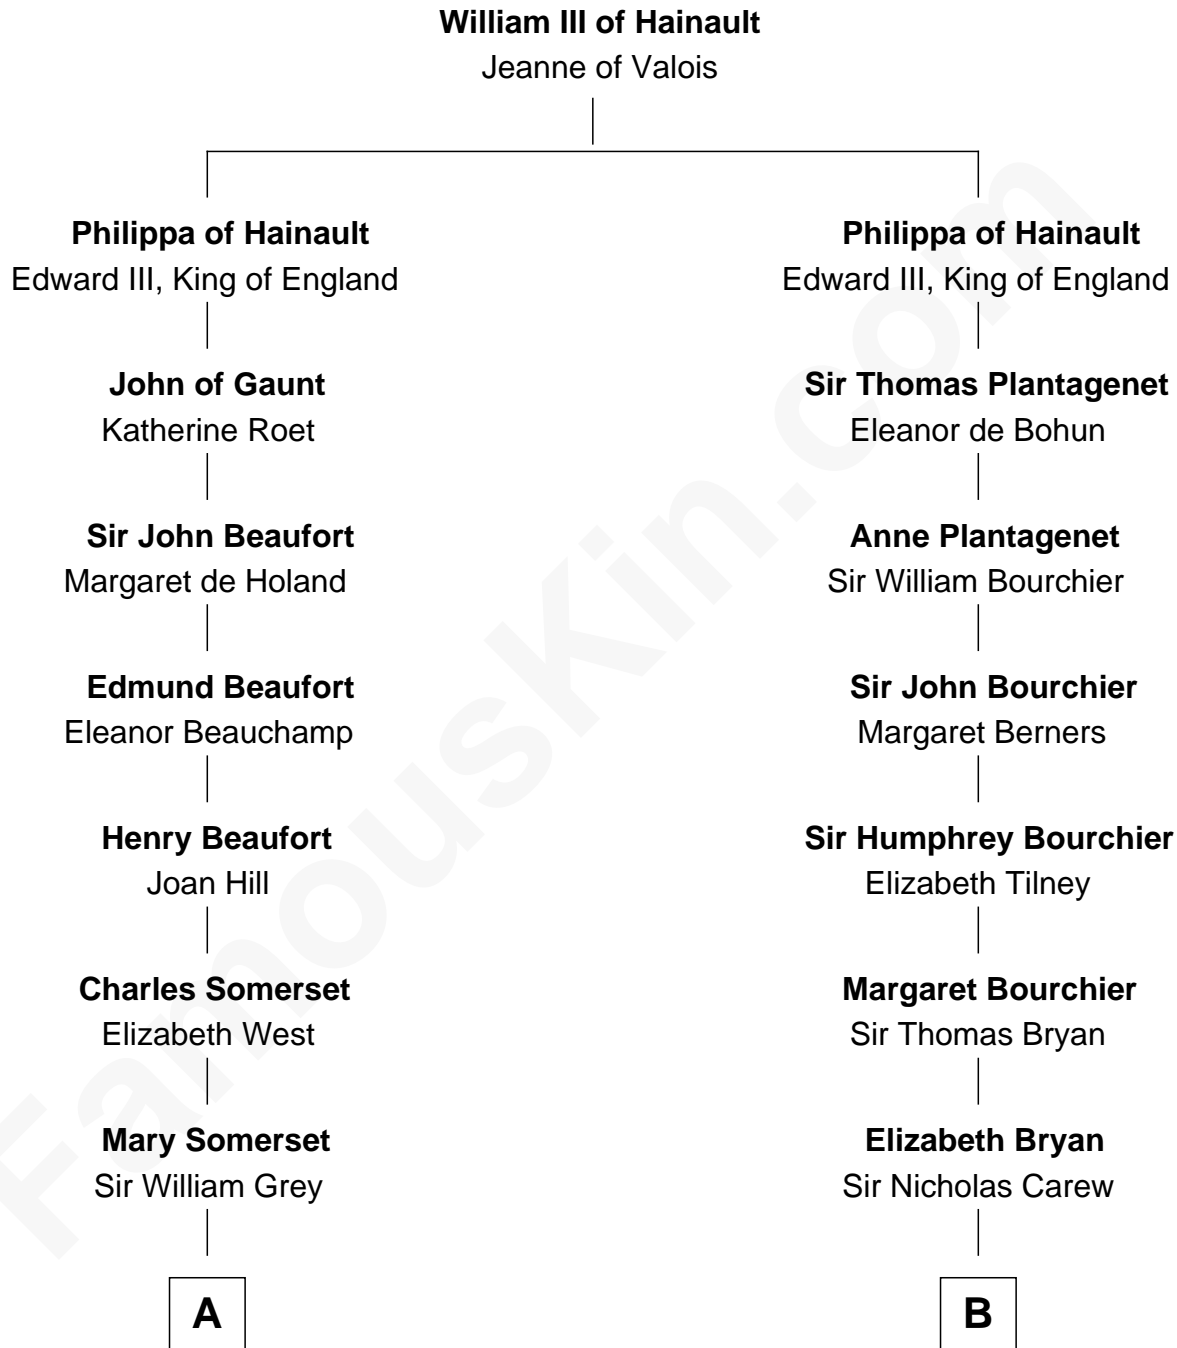 William III of Hainault
Jeanne of Valois
Philippa of Hainault
Edward III, King of England
John of Gaunt
Katherine Roet
Sir John Beaufort
Margaret de Holand
Edmund Beaufort
Eleanor Beauchamp
Henry Beaufort
Joan Hill
Charles Somerset
Elizabeth West
Mary Somerset
Sir William Grey
A
Philippa of Hainault
Edward III, King of England
Sir Thomas Plantagenet
Eleanor de Bohun
Anne Plantagenet
Sir William Bourchier
Sir John Bourchier
Margaret Berners
Sir Humphrey Bourchier
Elizabeth Tilney
Margaret Bourchier
Sir Thomas Bryan
Elizabeth Bryan
Sir Nicholas Carew
B
FamousKin.com